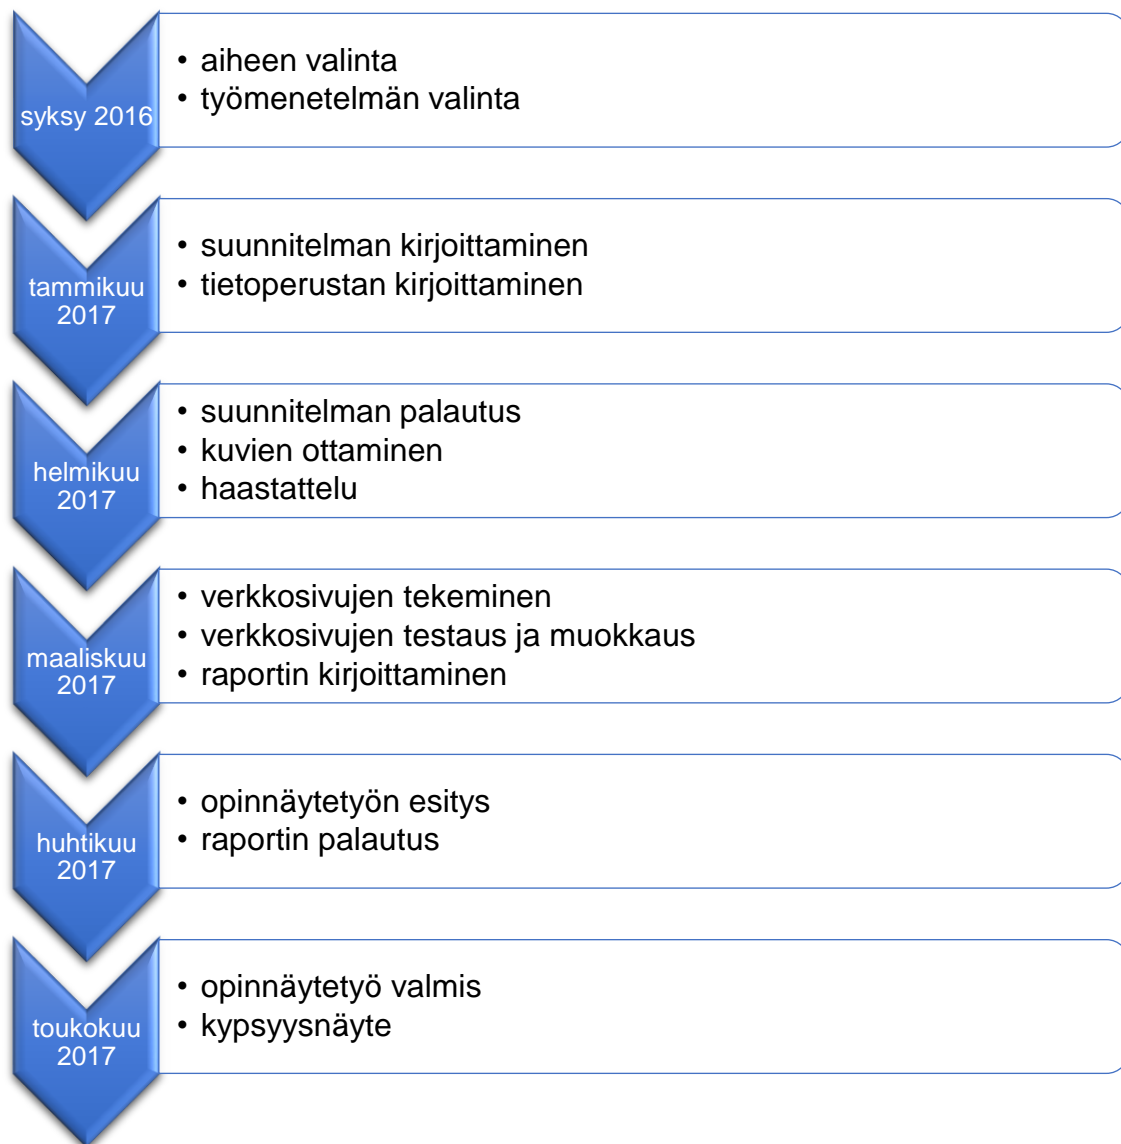 syksy 2016
• aiheen valinta
• työmenetelmän valinta
tammikuu
2017
• suunnitelman kirjoittaminen
• tietoperustan kirjoittaminen
helmikuu
2017
• suunnitelman palautus
• kuvien ottaminen
• haastattelu
maaliskuu
2017
• verkkosivujen tekeminen
• verkkosivujen testaus ja muokkaus
• raportin kirjoittaminen
huhtikuu
2017
• opinnäytetyön esitys
• raportin palautus
toukokuu
2017
• opinnäytetyö valmis
• kypsyysnäyte